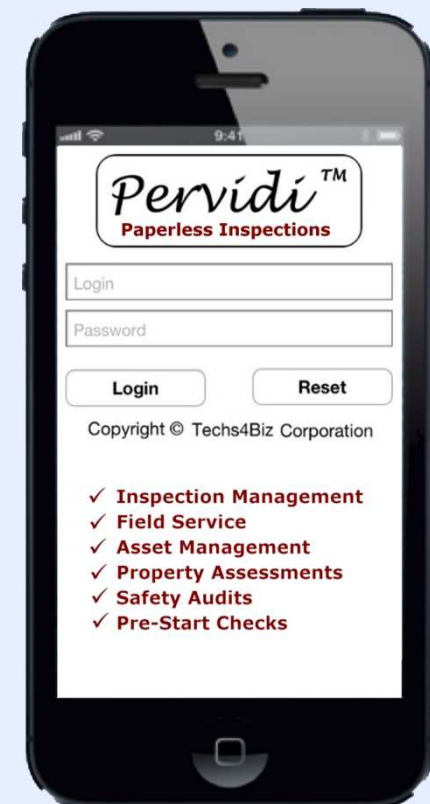 9:41
Pervidi™
Paperless Inspections
Login
Password
Login Reset
Copyright © Techs4Biz Corporation
✓ Inspection Management
✓ Field Service
✓ Asset Management
✓ Property Assessments
✓ Safety Audits
✓ Pre-Start Checks